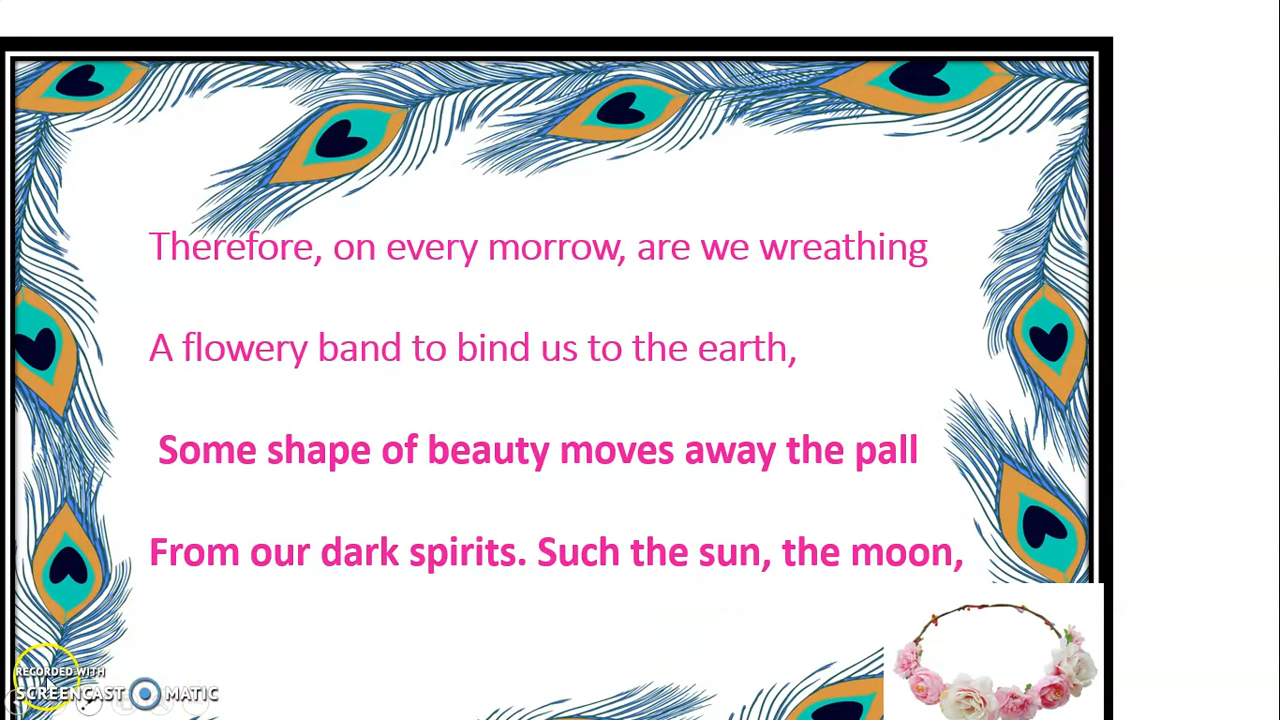 Therefore, on every morrow, are we wreathing
A flowery band to bind us to the earth,
Some shape of beauty moves away the pall
From our dark spirits. Such the sun, the moon,
RECORDED WITH
SCREENCAST MATIC